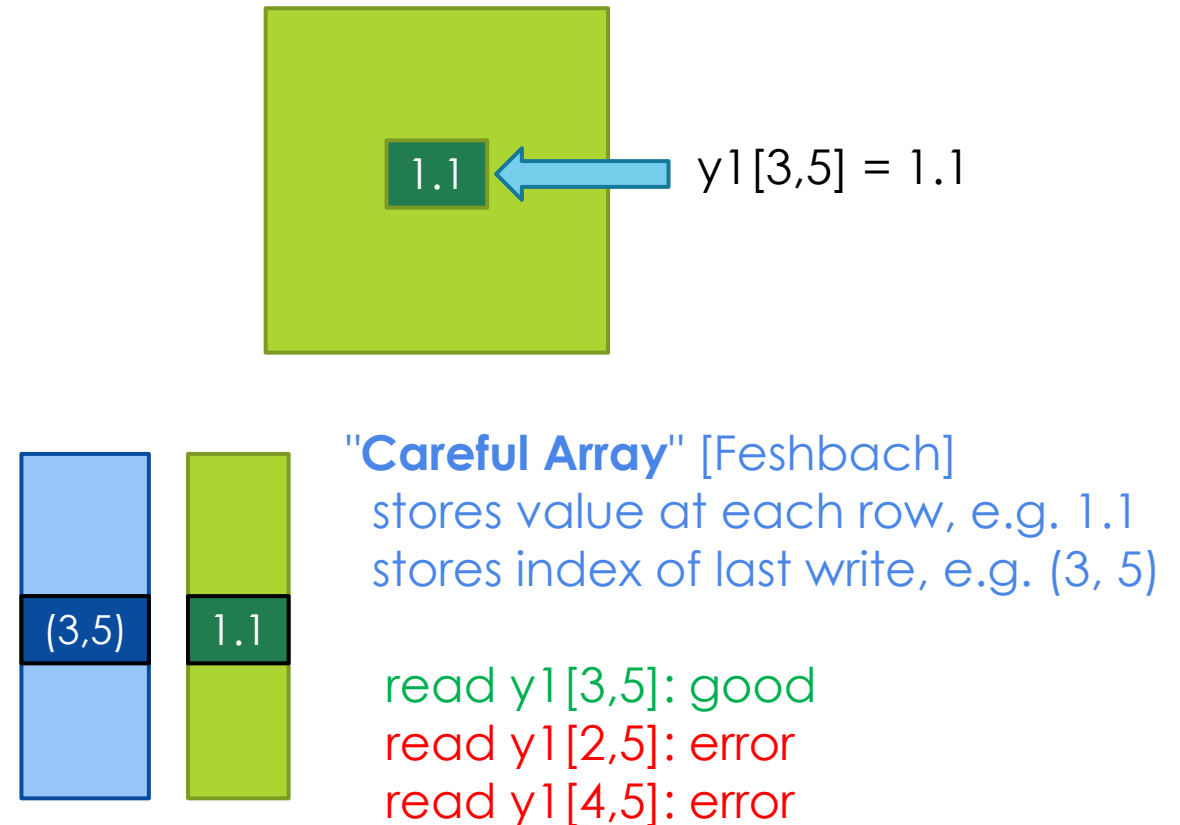 1.1
y1[3,5] = 1.1
"Careful Array" [Feshbach]
stores value at each row, e.g. 1.1
stores index of last write, e.g. (3, 5)
(3,5)
1.1
read y1[3,5]: good
read y1[2,5]: error
read y1[4,5]: error